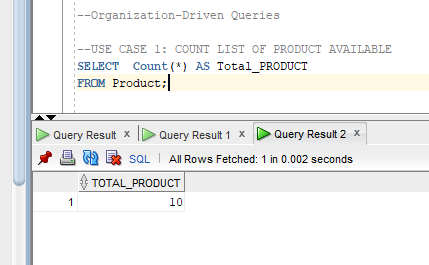 --Organization-Driven Queries
--USE CASE 1: COUNT LIST OF PRODUCT AVAILABLE
SELECT Count(*) AS Total_PRODUCT
FROM Product;
Query Result x Query Result 1 x Query Result 2 x
SQL | All Rows Fetched: 1 in 0.002 seconds
TOTAL_PRODUCT
1 10